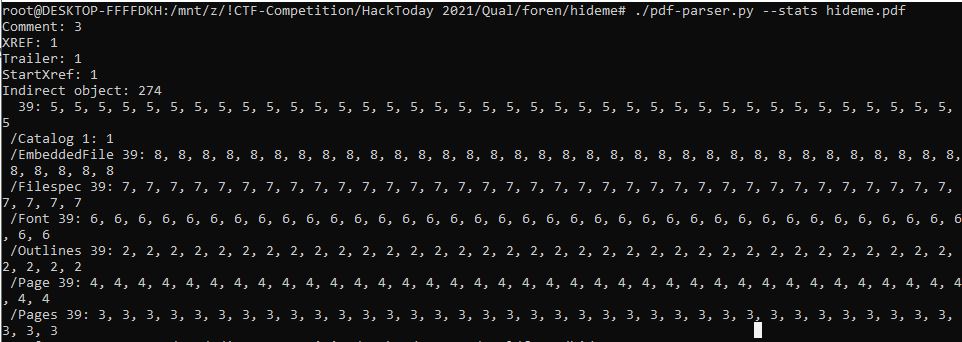 root@DESKTOP-FFFFDKH:/mnt/z/!CTF-Competition/HackToday 2021/Qual/foren/hideme# ./pdf-parser.py --stats hideme.pdf
Comment: 3
XREF: 1
Trailer: 1
StartXref: 1
Indirect object: 274
  39: 5, 5, 5, 5, 5, 5, 5, 5, 5, 5, 5, 5, 5, 5, 5, 5, 5, 5, 5, 5, 5, 5, 5, 5, 5, 5, 5, 5, 5, 5, 5, 5, 5, 5, 5, 5, 5, 5,
5
 /Catalog 1: 1
 /EmbeddedFile 39: 8, 8, 8, 8, 8, 8, 8, 8, 8, 8, 8, 8, 8, 8, 8, 8, 8, 8, 8, 8, 8, 8, 8, 8, 8, 8, 8, 8, 8, 8, 8, 8, 8, 8,
 8, 8, 8, 8, 8
 /Filespec 39: 7, 7, 7, 7, 7, 7, 7, 7, 7, 7, 7, 7, 7, 7, 7, 7, 7, 7, 7, 7, 7, 7, 7, 7, 7, 7, 7, 7, 7, 7, 7, 7, 7, 7, 7,
7, 7, 7, 7
 /Font 39: 6, 6, 6, 6, 6, 6, 6, 6, 6, 6, 6, 6, 6, 6, 6, 6, 6, 6, 6, 6, 6, 6, 6, 6, 6, 6, 6, 6, 6, 6, 6, 6, 6, 6, 6, 6, 6
, 6, 6
 /Outlines 39: 2, 2, 2, 2, 2, 2, 2, 2, 2, 2, 2, 2, 2, 2, 2, 2, 2, 2, 2, 2, 2, 2, 2, 2, 2, 2, 2, 2, 2, 2, 2, 2, 2, 2, 2,
2, 2, 2, 2
 /Page 39: 4, 4, 4, 4, 4, 4, 4, 4, 4, 4, 4, 4, 4, 4, 4, 4, 4, 4, 4, 4, 4, 4, 4, 4, 4, 4, 4, 4, 4, 4, 4, 4, 4, 4, 4, 4, 4
, 4, 4
 /Pages 39: 3, 3, 3, 3, 3, 3, 3, 3, 3, 3, 3, 3, 3, 3, 3, 3, 3, 3, 3, 3, 3, 3, 3, 3, 3, 3, 3, 3, 3, 3, 3, 3, 3, 3, 3, 3,
3, 3, 3